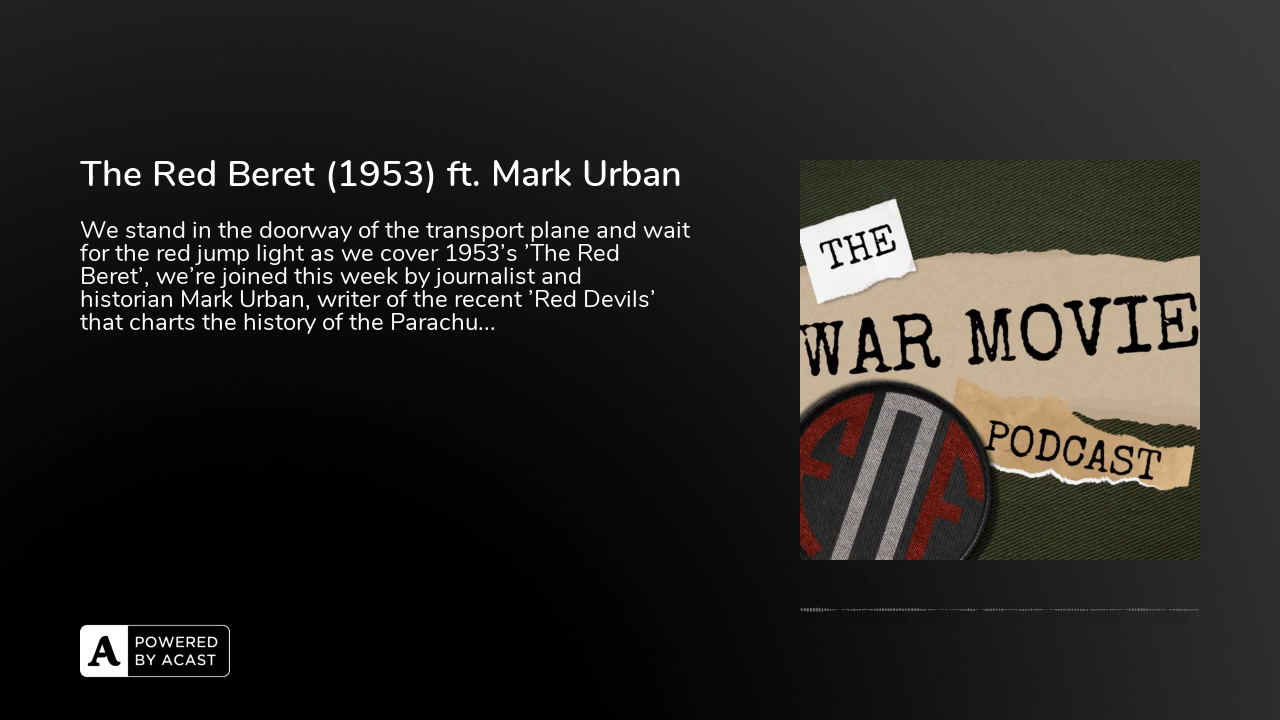 The Red Beret (1953) ft. Mark Urban
We stand in the doorway of the transport plane and wait
for the red jump light as we cover 1953’s ’The Red
Beret’, we’re joined this week by journalist and
historian Mark Urban, writer of the recent ’Red Devils’
that charts the history of the Parachu...
THE
WAR MOVIE
PODCAST
A POWERED
BY ACAST